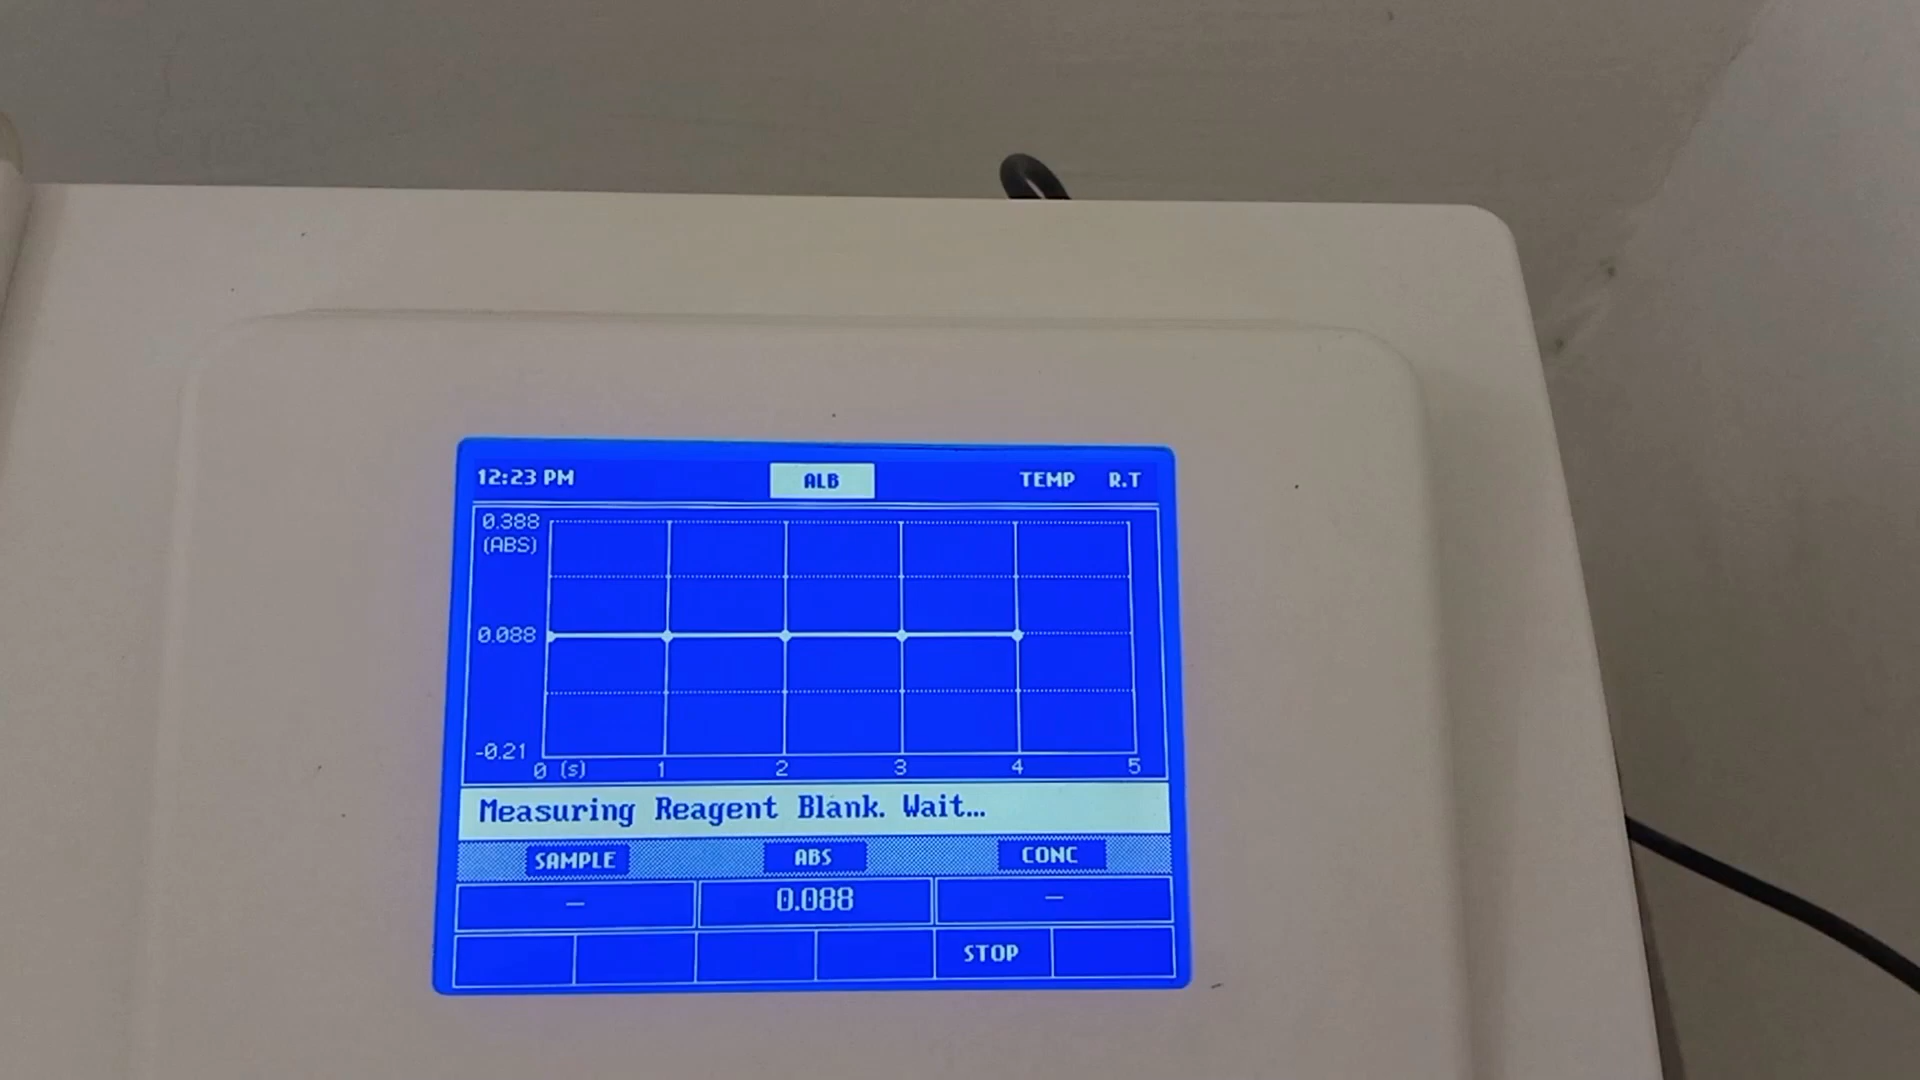 12:23 PM ALB TEMP R.T
0.388
(ABS)
0.088
-0.21
0 (s) 1 2 3 4 5
Measuring Reagent Blank. Wait…
SAMPLE ABS CONC
– 0.088 –
STOP